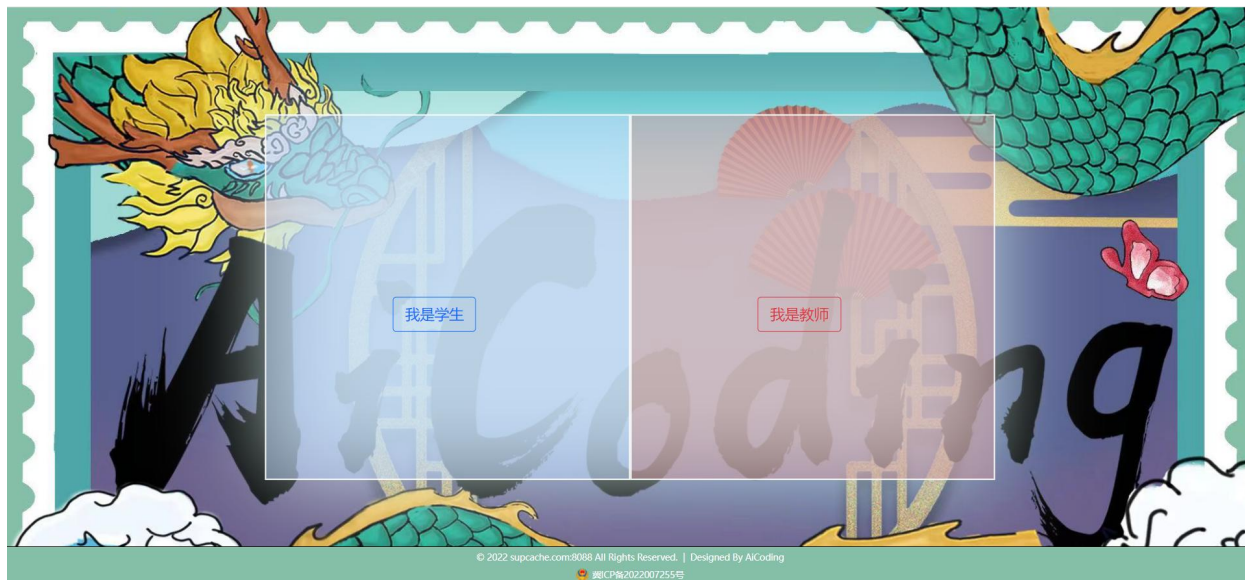 AiCoding
我是学生
我是教师
© 2022 supcache.com:8088 All Rights Reserved. | Designed By AiCoding
冀ICP备2022007255号